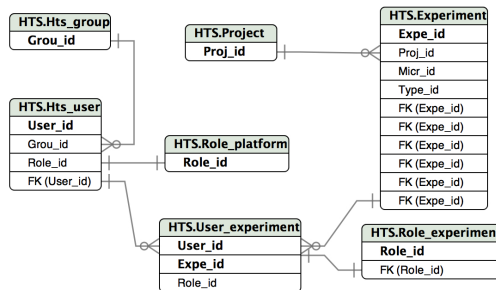 HTS.Hts_group
Grou_id
HTS.Project
Proj_id
HTS.Experiment
Expe_id
Proj_id
Micr_id
Type_id
FK (Expe_id)
FK (Expe_id)
FK (Expe_id)
FK (Expe_id)
FK (Expe_id)
FK (Expe_id)
HTS.Hts_user
User_id
Grou_id
Role_id
FK (User_id)
HTS.Role_platform
Role_id
HTS.User_experiment
User_id
Expe_id
Role_id
HTS.Role_experiment
Role_id
FK (Role_id)